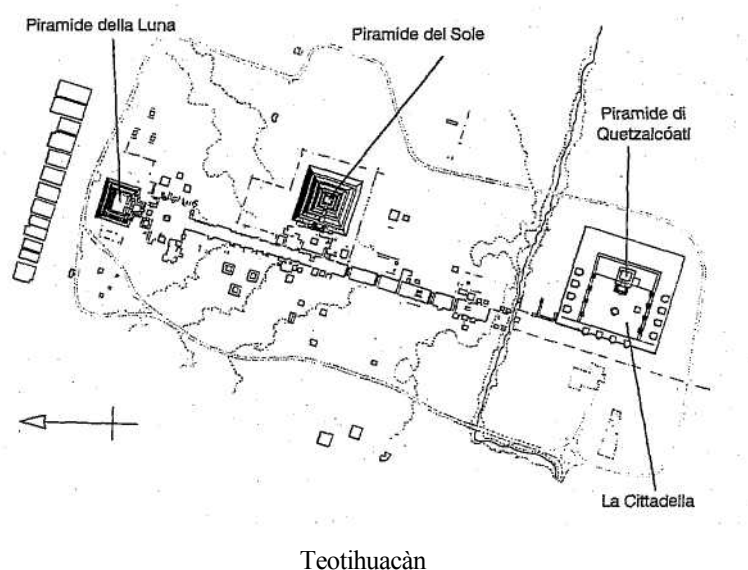 Piramide della Luna
Piramide del Sole
Piramide di
Quetzalcóatl
La Cittadella
Teotihuacàn